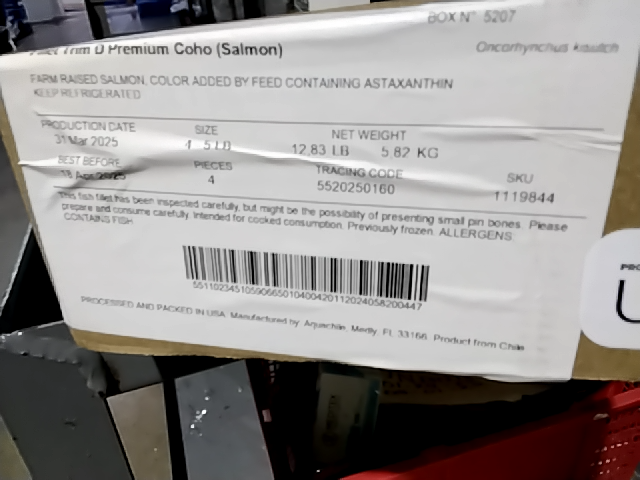 BOX N° 5207
Trim D Premium Coho (Salmon)
Oncorhynchus kisutch
FARM RAISED SALMON, COLOR ADDED BY FEED CONTAINING ASTAXANTHIN
KEEP REFRIGERATED
PRODUCTION DATE SIZE NET WEIGHT
31 Mar 2025 4 5 LB 12,83 LB 5,82 KG
BEST BEFORE PIECES TRACING CODE SKU
18 Apr 2025 4 5520250160 1119844
This fish fillet has been inspected carefully, but might be the possibility of presenting small pin bones. Please
prepare and consume carefully. Intended for cooked consumption. Previously frozen. ALLERGENS:
CONTAINS FISH.
PROCESSED AND PACKED IN USA. Manufactured by: Aquachile, Medly, FL 33166. Product from Chile
PRO
U